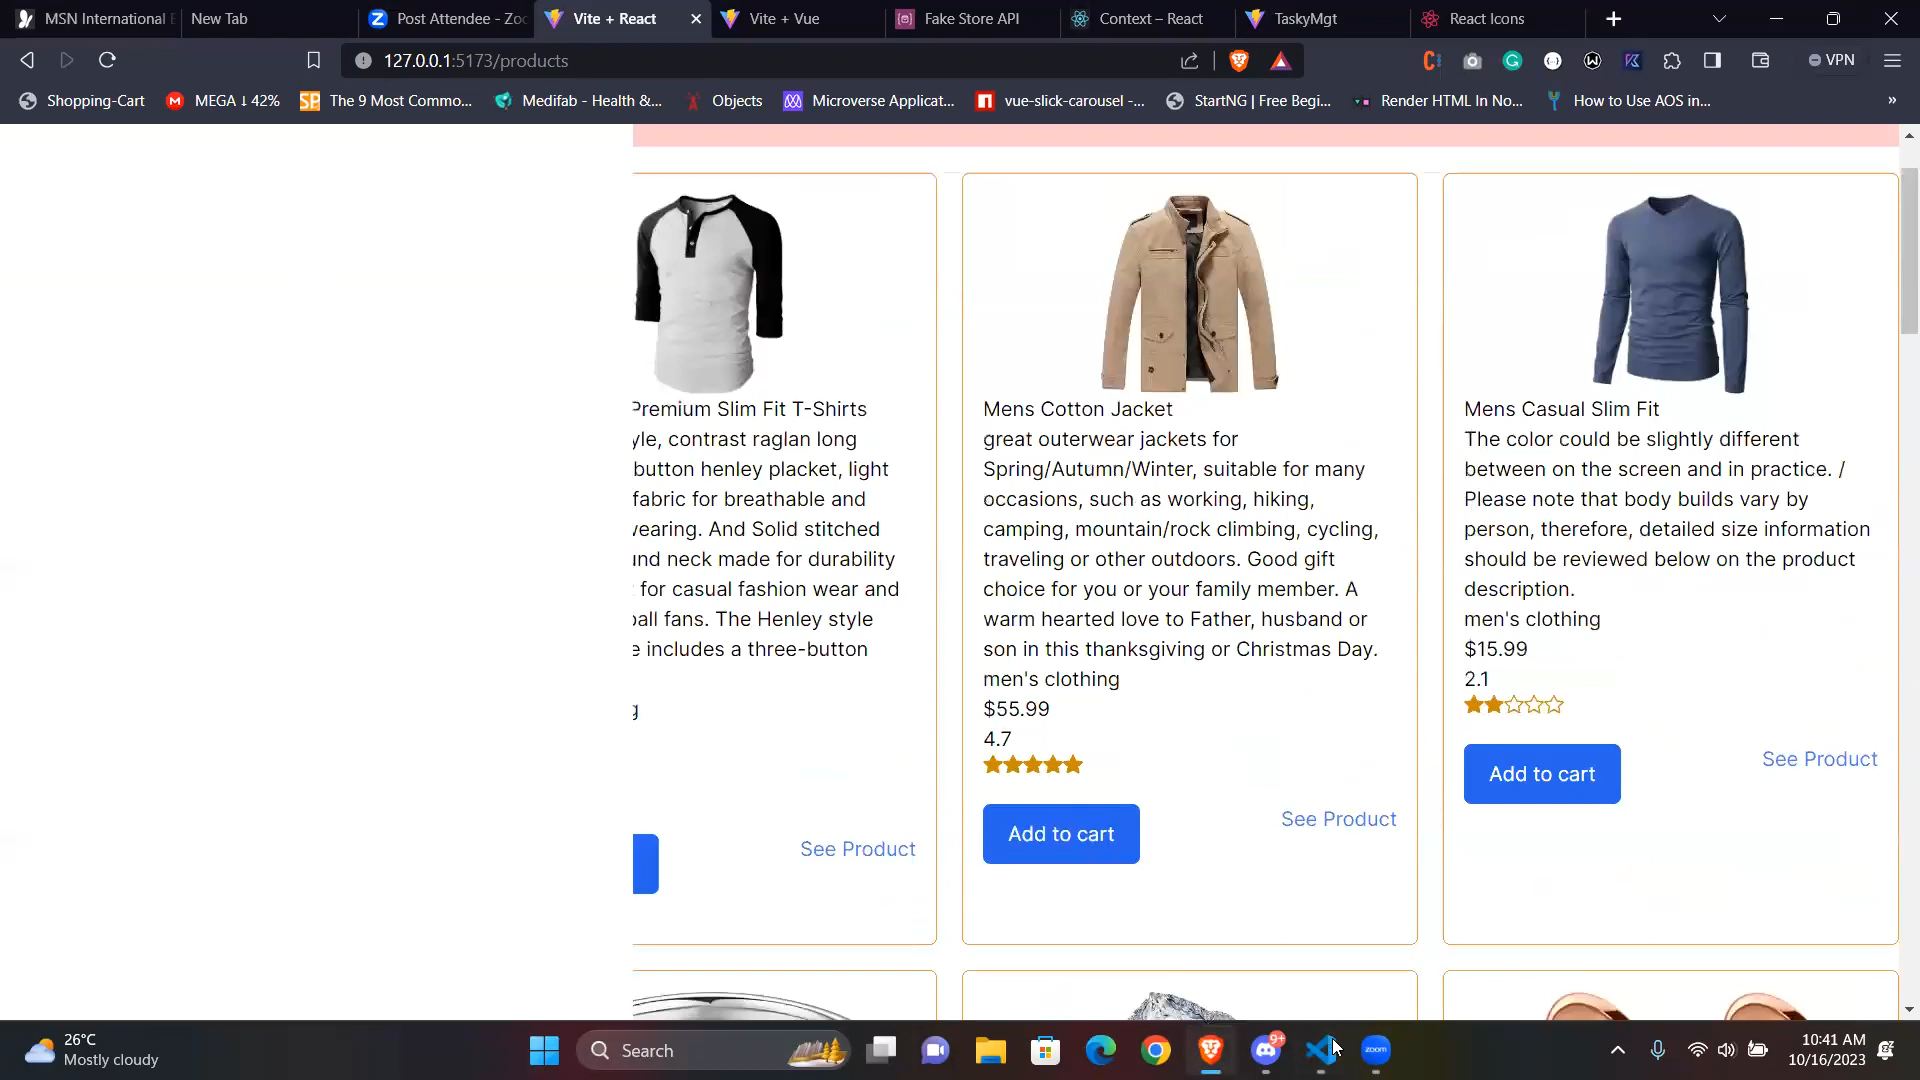 MSN International E
New Tab
Post Attendee - Zoo
Vite + React
Vite + Vue
Fake Store API
Context – React
TaskyMgt
React Icons
127.0.0.1:5173/products
VPN
Shopping-Cart
MEGA ↓ 42%
The 9 Most Commo...
Medifab - Health &...
Objects
Microverse Applicat...
vue-slick-carousel -...
StartNG | Free Begi...
Render HTML In No...
How to Use AOS in...
»
Premium Slim Fit T-Shirts
yle, contrast raglan long
button henley placket, light
fabric for breathable and
wearing. And Solid stitched
und neck made for durability
for casual fashion wear and
ball fans. The Henley style
e includes a three-button
g
See Product
Mens Cotton Jacket
great outerwear jackets for
Spring/Autumn/Winter, suitable for many
occasions, such as working, hiking,
camping, mountain/rock climbing, cycling,
traveling or other outdoors. Good gift
choice for you or your family member. A
warm hearted love to Father, husband or
son in this thanksgiving or Christmas Day.
men's clothing
$55.99
4.7
Add to cart
See Product
Mens Casual Slim Fit
The color could be slightly different
between on the screen and in practice. /
Please note that body builds vary by
person, therefore, detailed size information
should be reviewed below on the product
description.
men's clothing
$15.99
2.1
Add to cart
See Product
26°C
Mostly cloudy
Search
9+
zoom
10:41 AM
10/16/2023